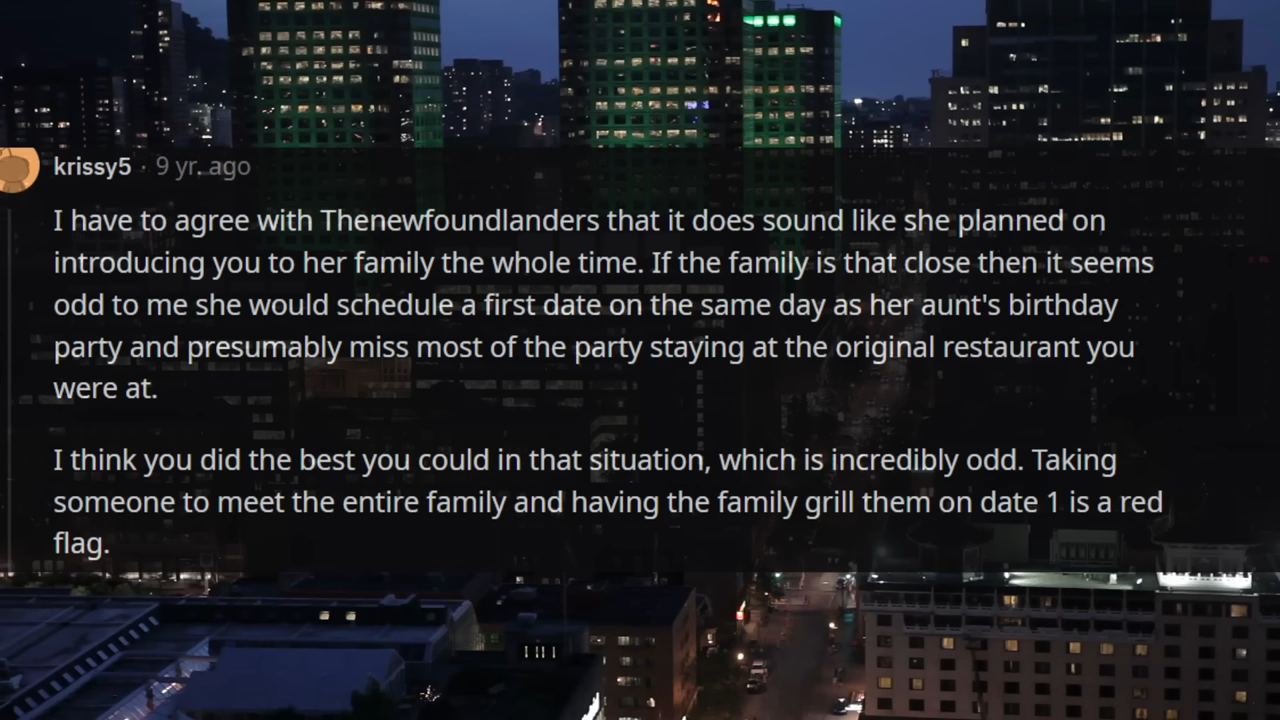 krissy5 · 9 yr. ago
I have to agree with Thenewfoundlanders that it does sound like she planned on
introducing you to her family the whole time. If the family is that close then it seems
odd to me she would schedule a first date on the same day as her aunt's birthday
party and presumably miss most of the party staying at the original restaurant you
were at.
I think you did the best you could in that situation, which is incredibly odd. Taking
someone to meet the entire family and having the family grill them on date 1 is a red
flag.